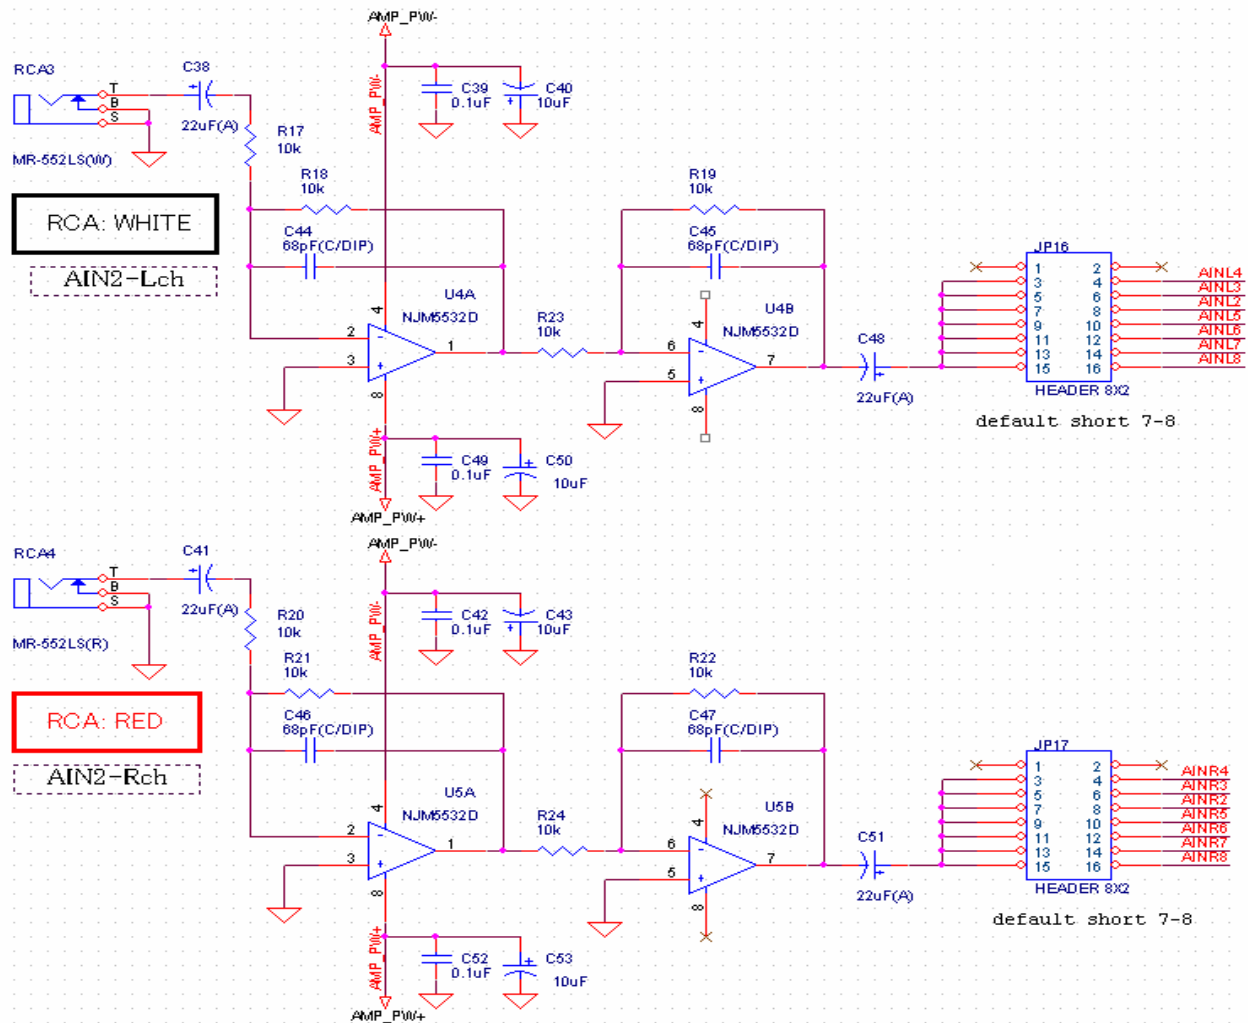 AMP_PW-
RCA3
C38
T
B
S
22uF(A)
MR-552LS(W)
R17
10k
AMP_PW-
C39
0.1uF
C40
10uF
RCA: WHITE
AIN2-Lch
R18
10k
C44
68pF(C/DIP)
R19
10k
C45
68pF(C/DIP)
U4A
NJM5532D
4
2
3
1
8
R23
10k
U4B
NJM5532D
4
6
5
7
8
C48
22uF(A)
JP16
1 2
3 4 AINL4
5 6 AINL3
7 8 AINL2
9 10 AINL5
11 12 AINL6
13 14 AINL7
15 16 AINL8
HEADER 8X2
default short 7-8
AMP_PW+
C49
0.1uF
C50
10uF
AMP_PW+
AMP_PW-
RCA4
C41
T
B
S
22uF(A)
MR-552LS(R)
R20
10k
AMP_PW-
C42
0.1uF
C43
10uF
RCA: RED
AIN2-Rch
R21
10k
C46
68pF(C/DIP)
R22
10k
C47
68pF(C/DIP)
U5A
NJM5532D
4
2
3
1
8
R24
10k
U5B
NJM5532D
4
6
5
7
8
C51
22uF(A)
JP17
1 2
3 4 AINR4
5 6 AINR3
7 8 AINR2
9 10 AINR5
11 12 AINR6
13 14 AINR7
15 16 AINR8
HEADER 8X2
default short 7-8
AMP_PW+
C52
0.1uF
C53
10uF
AMP_PW+